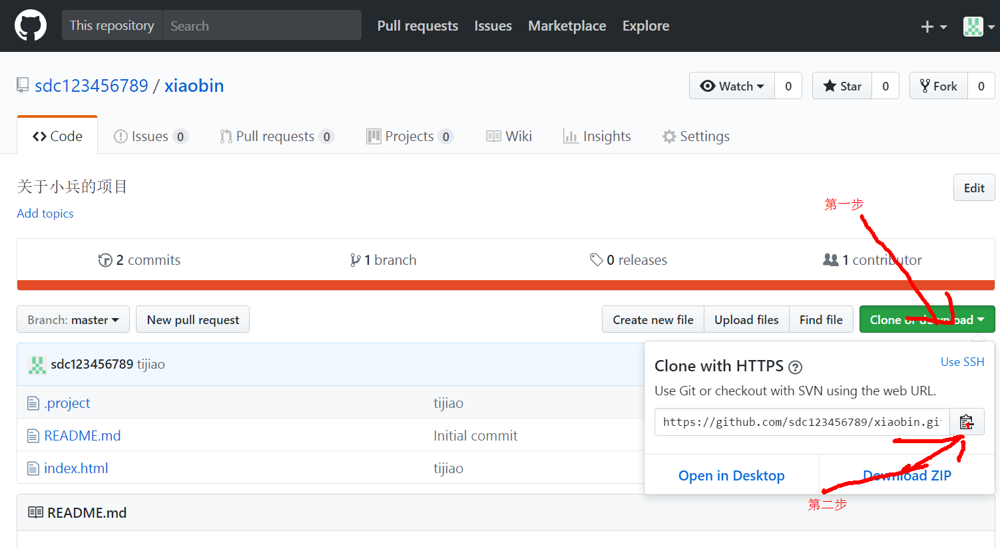 This repository Search Pull requests Issues Marketplace Explore
sdc123456789 / xiaobin Watch 0 Star 0 Fork 0
Code Issues 0 Pull requests 0 Projects 0 Wiki Insights Settings
关于小兵的项目 Edit
Add topics
第一步
2 commits 1 branch 0 releases 1 contributor
Branch: master New pull request Create new file Upload files Find file Clone or download
sdc123456789 tijiao
Clone with HTTPS ? Use SSH
Use Git or checkout with SVN using the web URL.
.project tijiao
https://github.com/sdc123456789/xiaobin.gi
README.md Initial commit
index.html tijiao
Open in Desktop Download ZIP
第二步
README.md